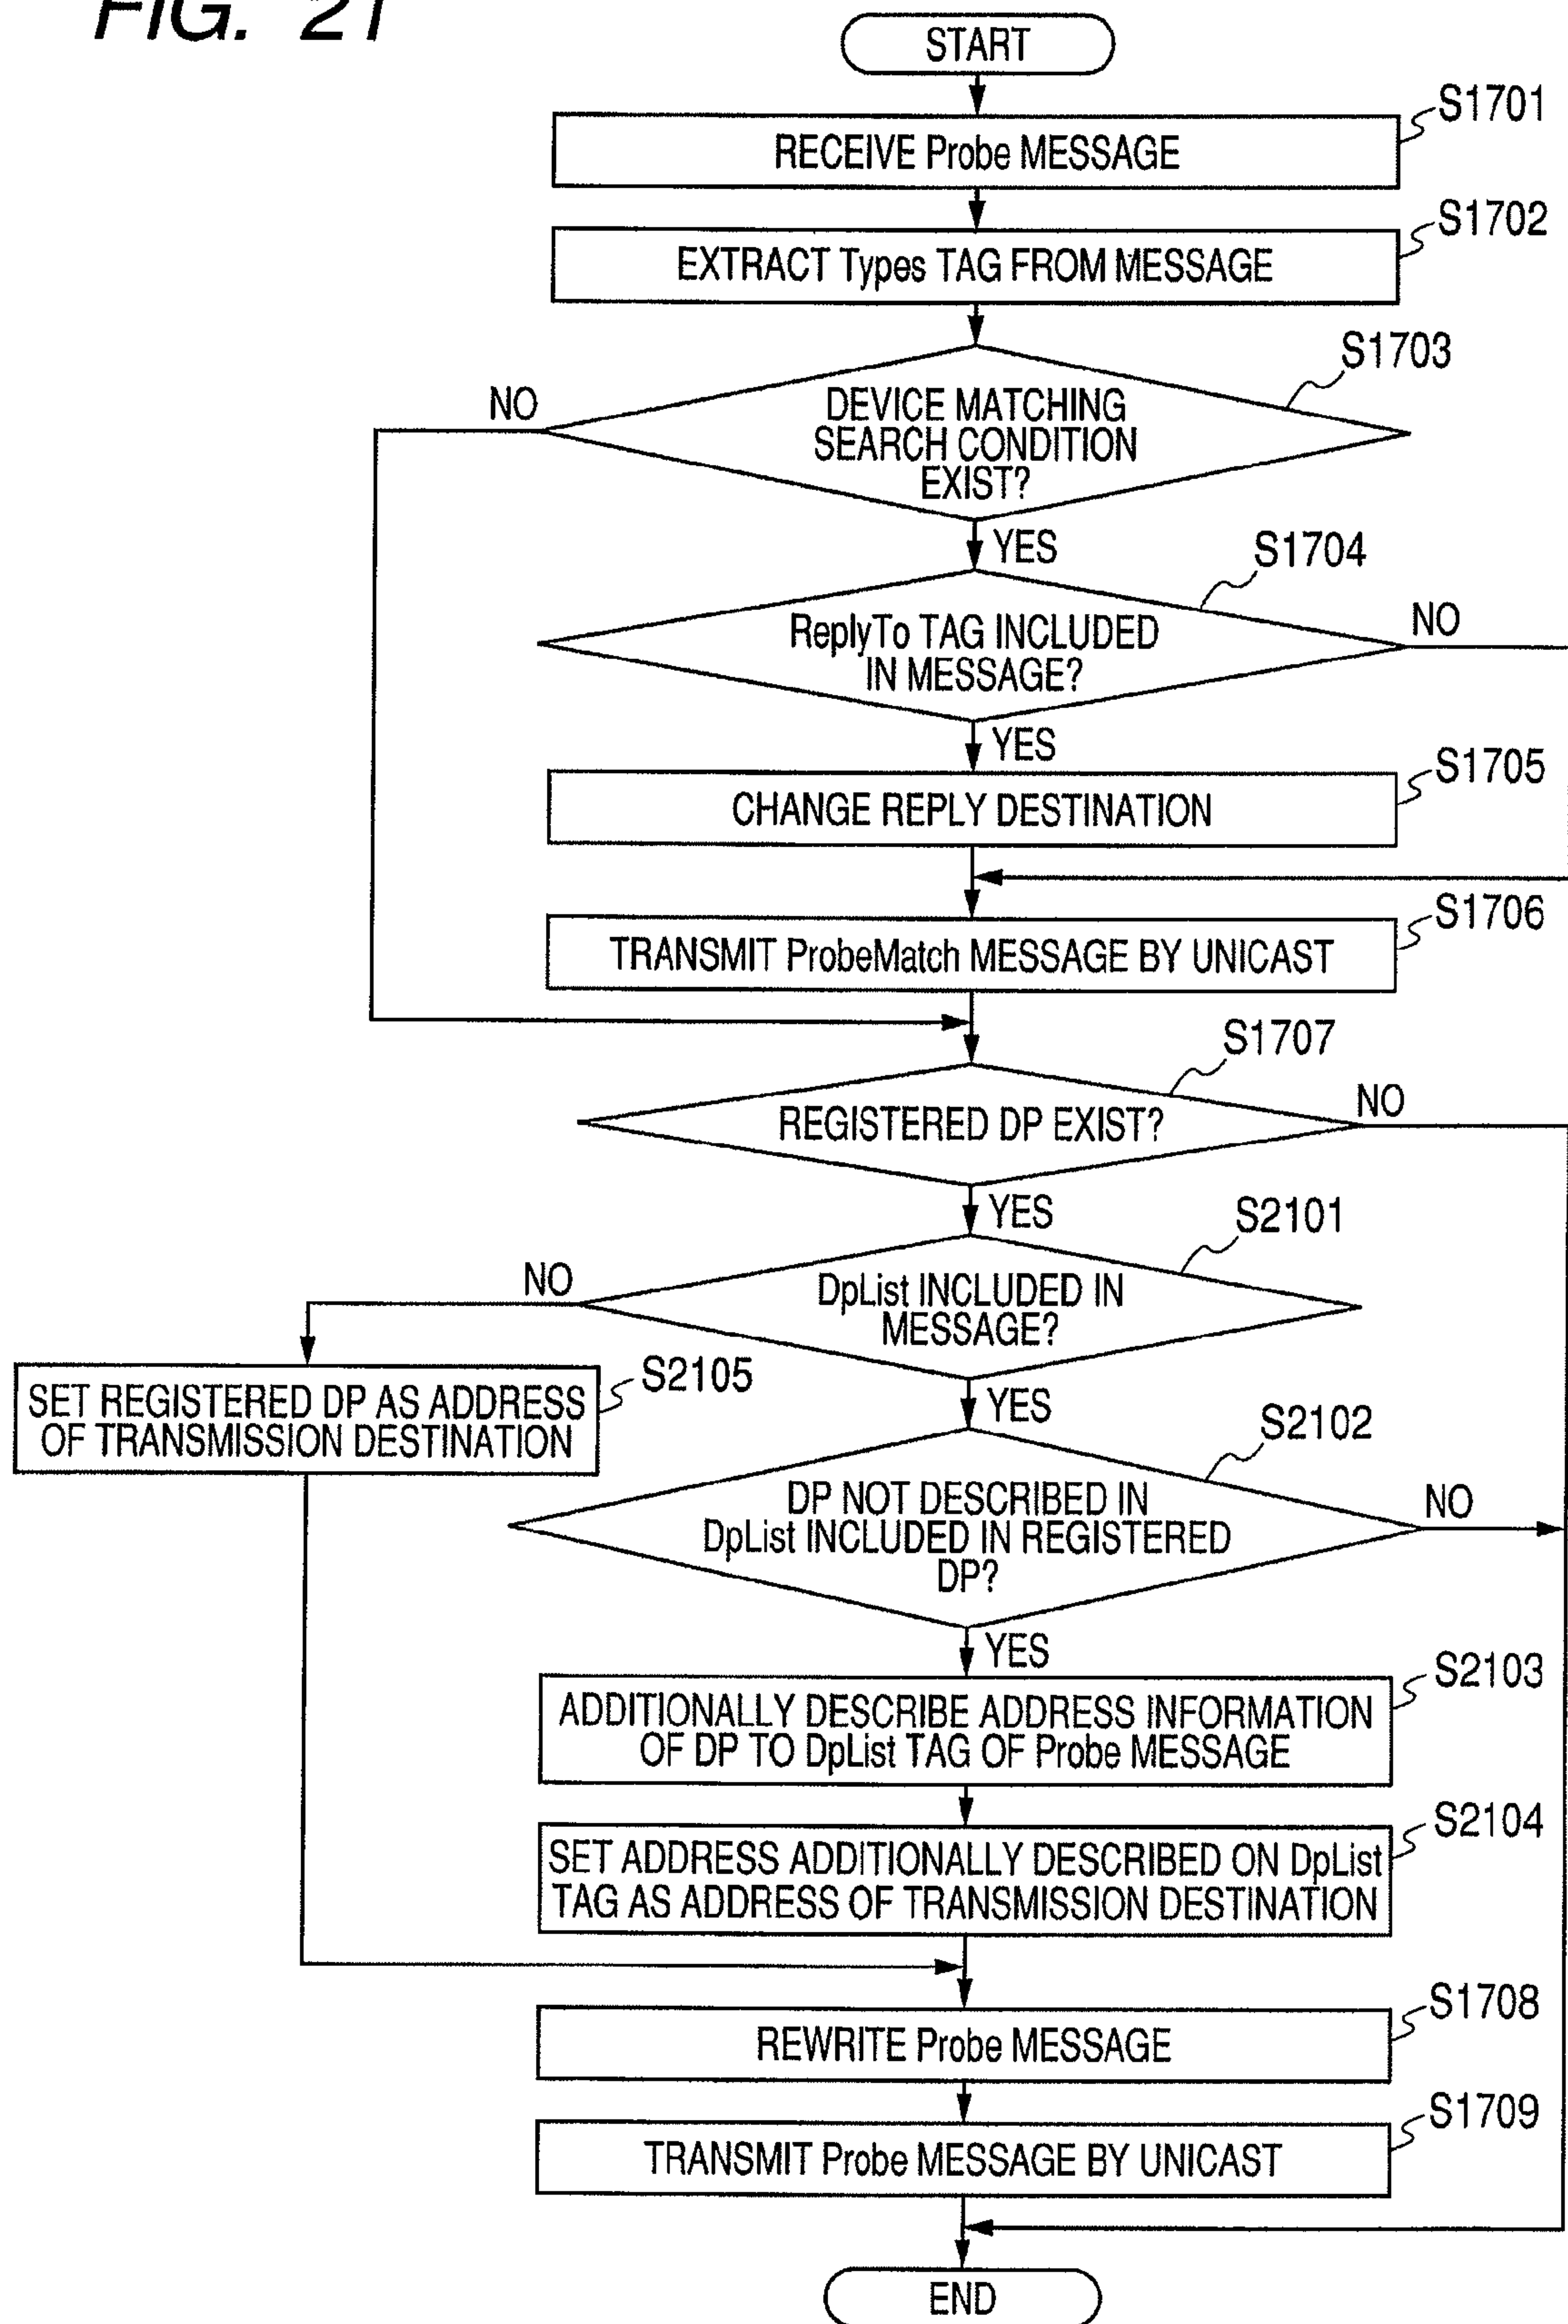 FIG. 21
START
S1701
RECEIVE Probe MESSAGE
S1702
EXTRACT Types TAG FROM MESSAGE
S1703
NO
DEVICE MATCHING
SEARCH CONDITION
EXIST?
YES
S1704
ReplyTo TAG INCLUDED
IN MESSAGE?
NO
YES
S1705
CHANGE REPLY DESTINATION
S1706
TRANSMIT ProbeMatch MESSAGE BY UNICAST
S1707
REGISTERED DP EXIST?
NO
YES
S2101
NO
DpList INCLUDED IN
MESSAGE?
S2105
SET REGISTERED DP AS ADDRESS
OF TRANSMISSION DESTINATION
YES
S2102
DP NOT DESCRIBED IN
DpList INCLUDED IN REGISTERED
DP?
NO
YES
S2103
ADDITIONALLY DESCRIBE ADDRESS INFORMATION
OF DP TO DpList TAG OF Probe MESSAGE
S2104
SET ADDRESS ADDITIONALLY DESCRIBED ON DpList
TAG AS ADDRESS OF TRANSMISSION DESTINATION
S1708
REWRITE Probe MESSAGE
S1709
TRANSMIT Probe MESSAGE BY UNICAST
END